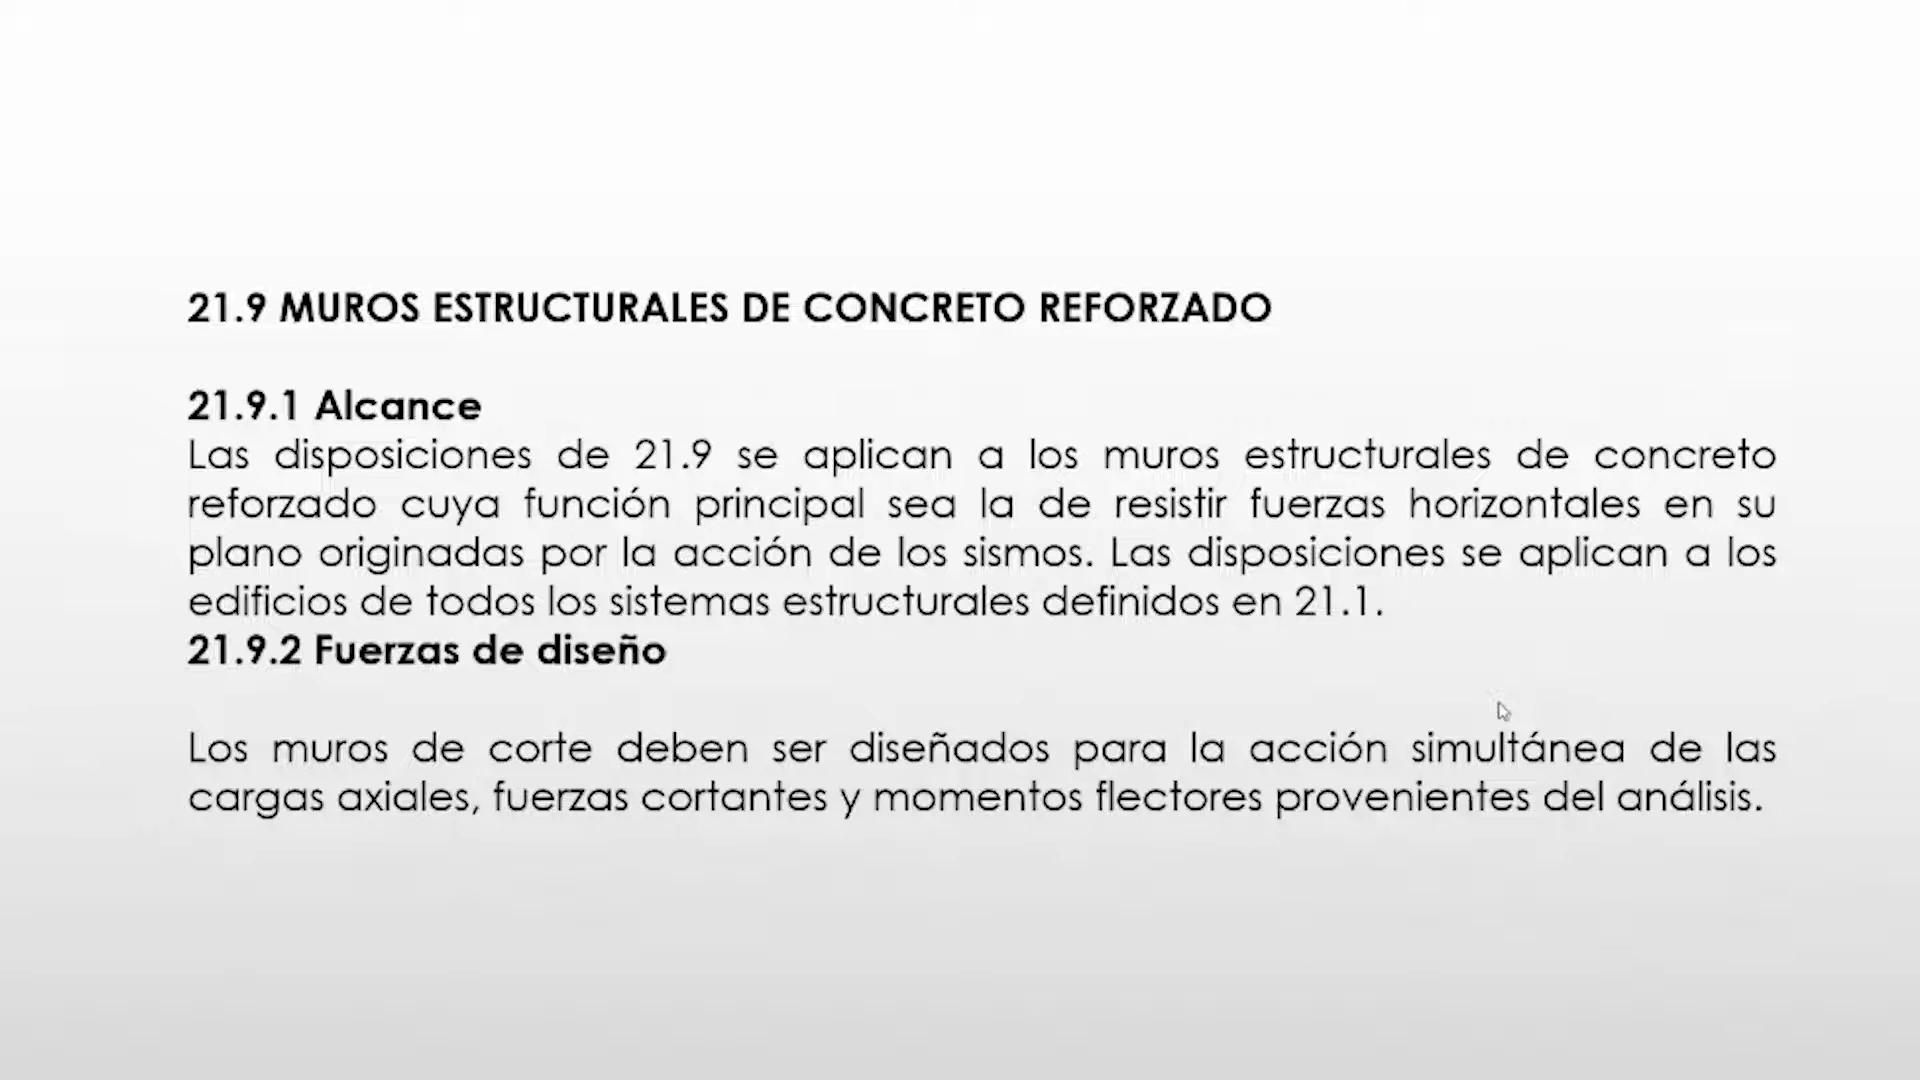 21.9 MUROS ESTRUCTURALES DE CONCRETO REFORZADO
21.9.1 Alcance
Las disposiciones de 21.9 se aplican a los muros estructurales de concreto
reforzado cuya función principal sea la de resistir fuerzas horizontales en su
plano originadas por la acción de los sismos. Las disposiciones se aplican a los
edificios de todos los sistemas estructurales definidos en 21.1.
21.9.2 Fuerzas de diseño
Los muros de corte deben ser diseñados para la acción simultánea de las
cargas axiales, fuerzas cortantes y momentos flectores provenientes del análisis.